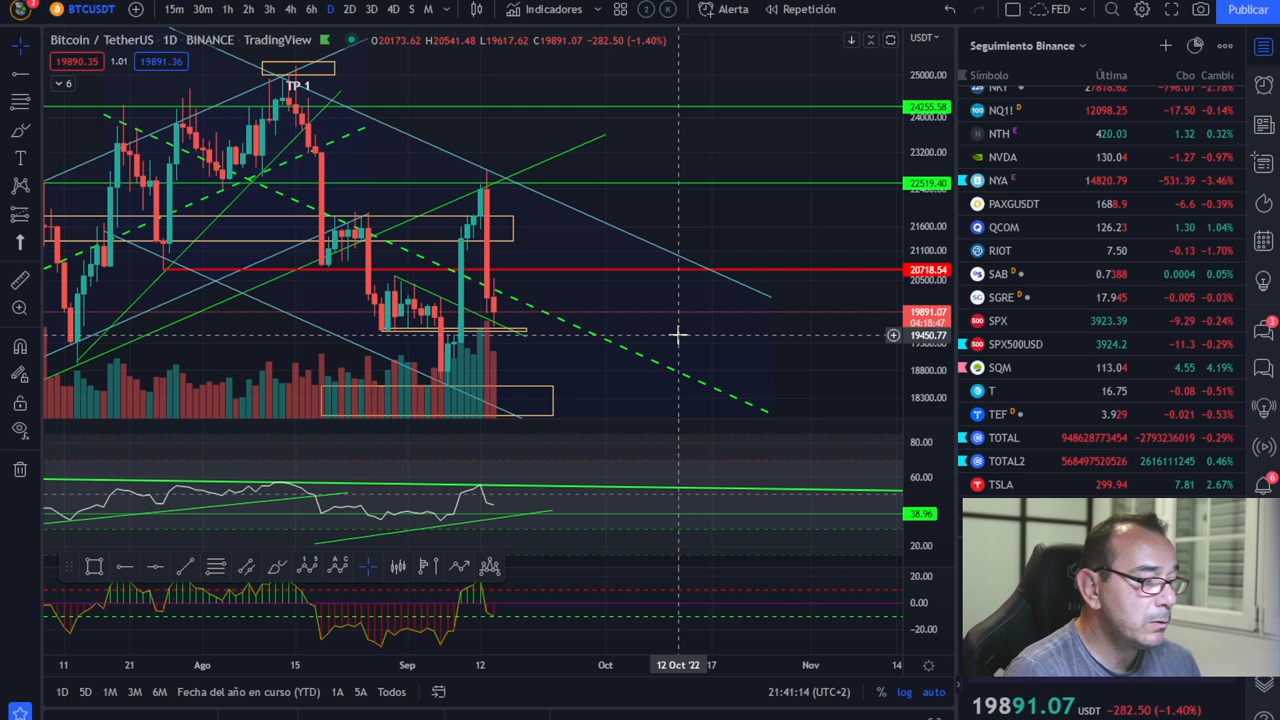 3 BTCUSDT 15m 30m 1h 2h 3h 4h 6h D 2D 3D 4D S M Indicadores 2 K Alerta Repetición FED Publicar
Bitcoin / TetherUS · 1D · BINANCE · TradingView O20173.62 H20541.48 L19617.62 C19891.07 -282.50 (-1.40%) USDT
19890.35 1.01 19891.36
6
TP 1
25000.00
24255.58
24000.00
23200.00
22519.40
21600.00
21100.00
20718.54
20500.00
19891.07
04:18:47
19450.77
18800.00
18300.00
80.00
60.00
38.96
20.00
20.00
0.00
-20.00
11 21 Ago 15 Sep 12 Oct 12 Oct '22 17 Nov 14
1D 5D 1M 3M 6M Fecha del año en curso (YTD) 1A 5A Todos 21:41:14 (UTC+2) % log auto
Seguimiento Binance
Símbolo Última Cbo Cambic
NKY 27818.62 -796.01 -2.78%
NQ1! D 12098.25 -17.50 -0.14%
NTH E 420.03 1.32 0.32%
NVDA 130.04 -1.27 -0.97%
NYA E 14820.79 -531.39 -3.46%
PAXGUSDT 1688.9 -6.6 -0.39%
QCOM 126.23 1.30 1.04%
RIOT 7.50 -0.13 -1.70%
SAB D 0.7388 0.0004 0.05%
SGRE D 17.945 -0.005 -0.03%
SPX 3923.39 -9.29 -0.24%
SPX500USD 3924.2 -11.3 -0.29%
SQM 113.04 4.55 4.19%
T 16.75 -0.08 -0.51%
TEF D 3.929 -0.021 -0.53%
TOTAL 948628773454 -2793236019 -0.29%
TOTAL2 568497520526 2616111245 0.46%
TSLA 299.94 7.81 2.67%
3
6
19891.07 USDT -282.50 (-1.40%)